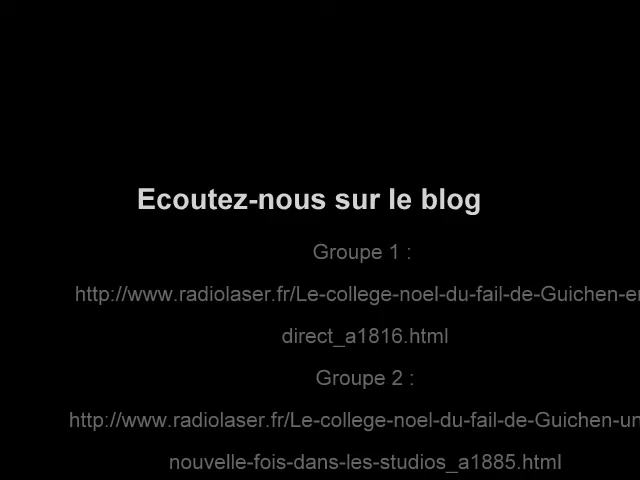 Ecoutez-nous sur le blog
Groupe 1 :
http://www.radiolaser.fr/Le-college-noel-du-fail-de-Guichen-en
direct_a1816.html
Groupe 2 :
http://www.radiolaser.fr/Le-college-noel-du-fail-de-Guichen-un
nouvelle-fois-dans-les-studios_a1885.html